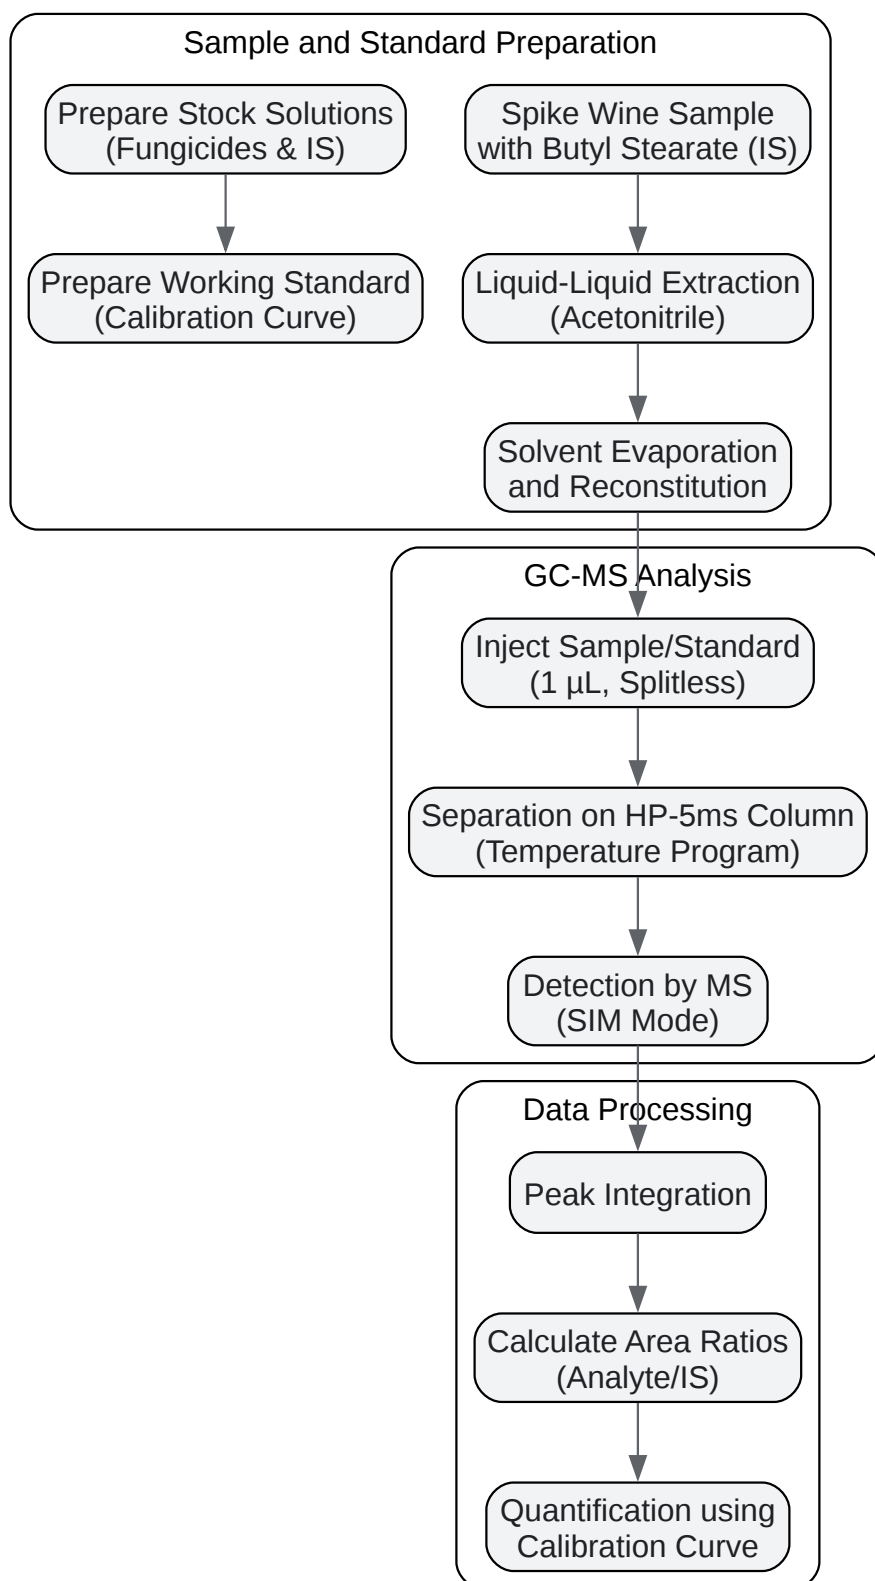 Sample and Standard Preparation
Prepare Stock Solutions
(Fungicides & IS)
Spike Wine Sample
with Butyl Stearate (IS)
Prepare Working Standard
(Calibration Curve)
Liquid-Liquid Extraction
(Acetonitrile)
Solvent Evaporation
and Reconstitution
GC-MS Analysis
Inject Sample/Standard
(1 µL, Splitless)
Separation on HP-5ms Column
(Temperature Program)
Detection by MS
(SIM Mode)
Data Processing
Peak Integration
Calculate Area Ratios
(Analyte/IS)
Quantification using
Calibration Curve